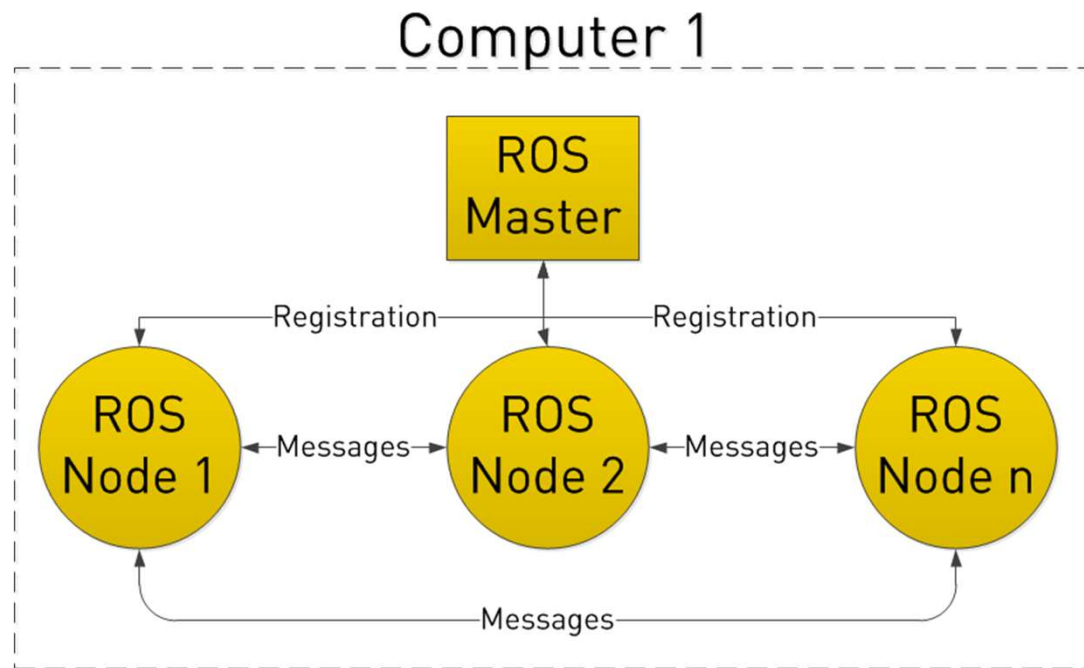 Computer 1
ROS
Master
Registration
Registration
ROS
Node 1
Messages
ROS
Node 2
Messages
ROS
Node n
Messages